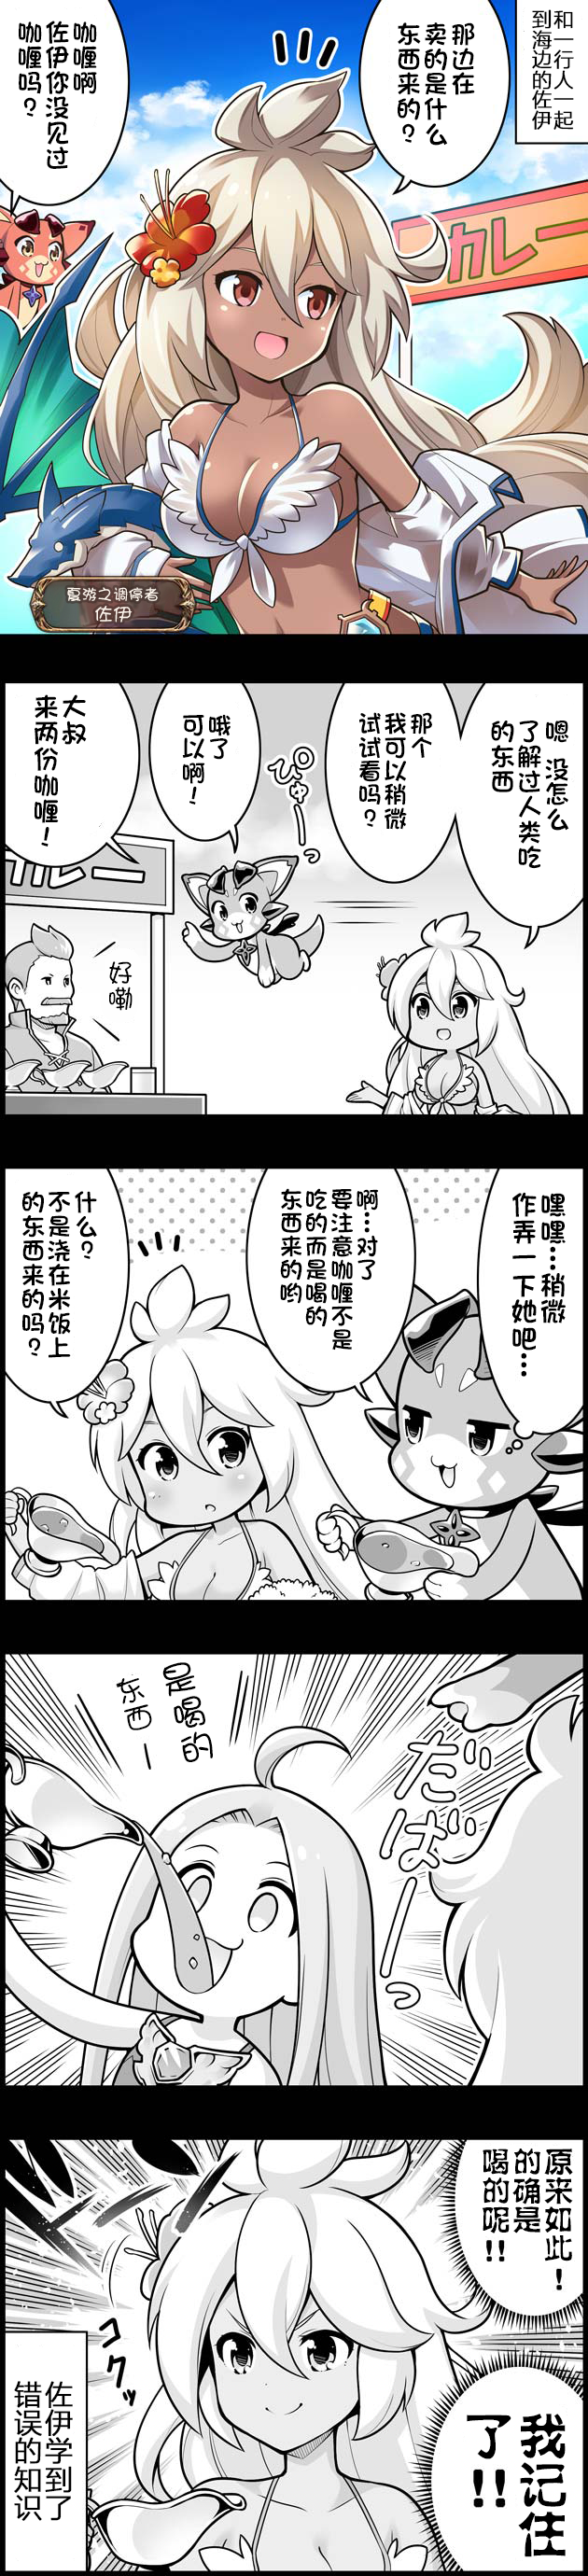 和一行人一起
到海边的佐伊
那边在
卖的是什么
东西来的？
咖喱啊
佐伊你没见过
咖喱吗？
カレー
夏游之调停者
佐伊
嗯 没怎么
了解过人类吃
的东西
那个
我可以稍微
试试看吗？
ぴゅーっ
哦了
可以啊！
大叔
来两份咖喱！
カレー
好嘞
嘿嘿…稍微
作弄一下她吧…
啊…对了
要注意咖喱不是
吃的而是喝的
东西来的哟
什么？
不是浇在米饭上
的东西来的吗？
だばーっ
是喝的
东西ー
原来如此！
的确是
喝的呢！！
コクッ
我记住
了！！
佐伊学到了
错误的知识